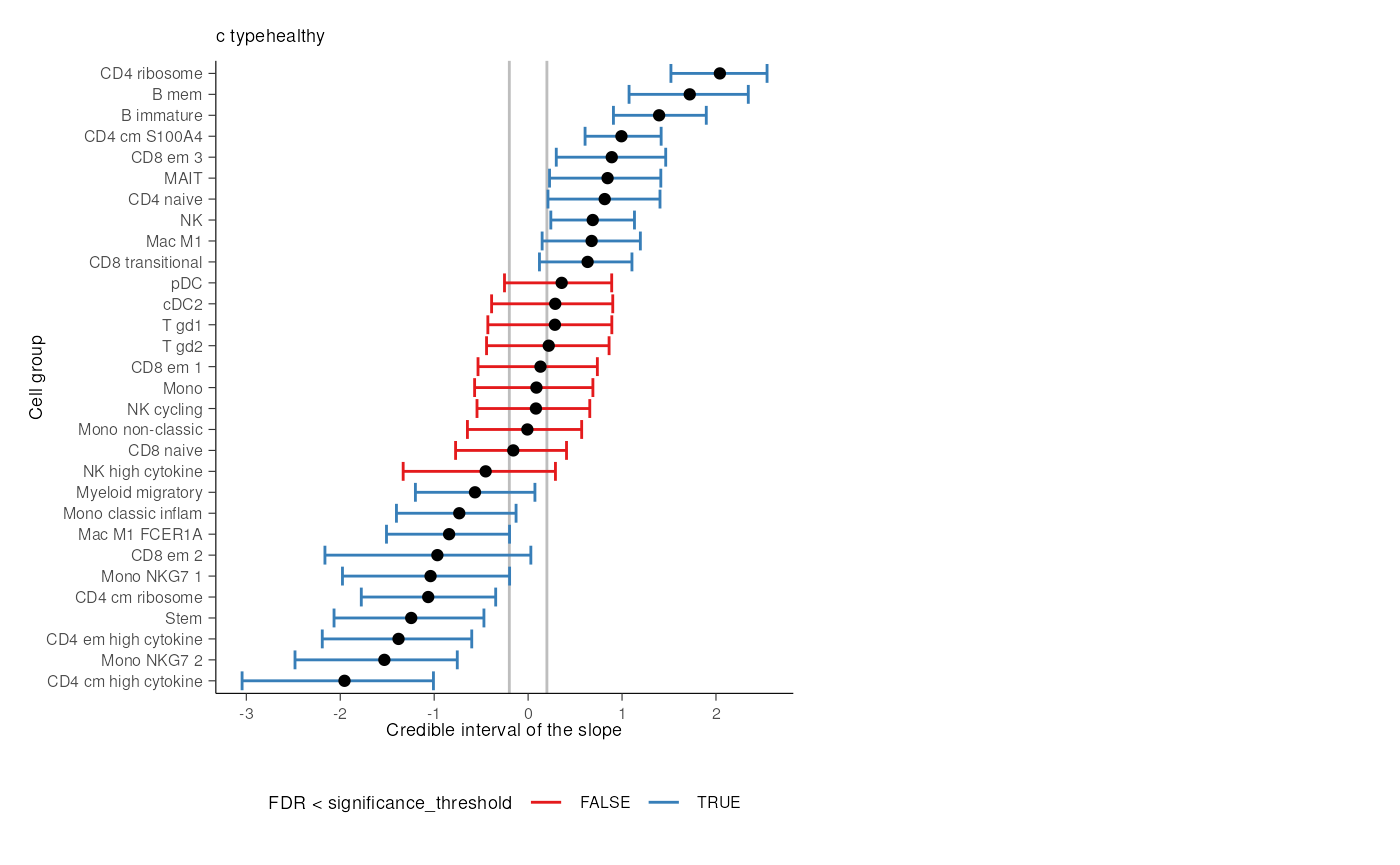 c typehealthy
CD4 ribosome
B mem
B immature
CD4 cm S100A4
CD8 em 3
MAIT
CD4 naive
NK
Mac M1
CD8 transitional
pDC
cDC2
T gd1
T gd2
CD8 em 1
Mono
NK cycling
Mono non-classic
CD8 naive
NK high cytokine
Myeloid migratory
Mono classic inflam
Mac M1 FCER1A
CD8 em 2
Mono NKG7 1
CD4 cm ribosome
Stem
CD4 em high cytokine
Mono NKG7 2
CD4 cm high cytokine
Cell group
-3 -2 -1 0 1 2
Credible interval of the slope
FDR < significance_threshold FALSE TRUE